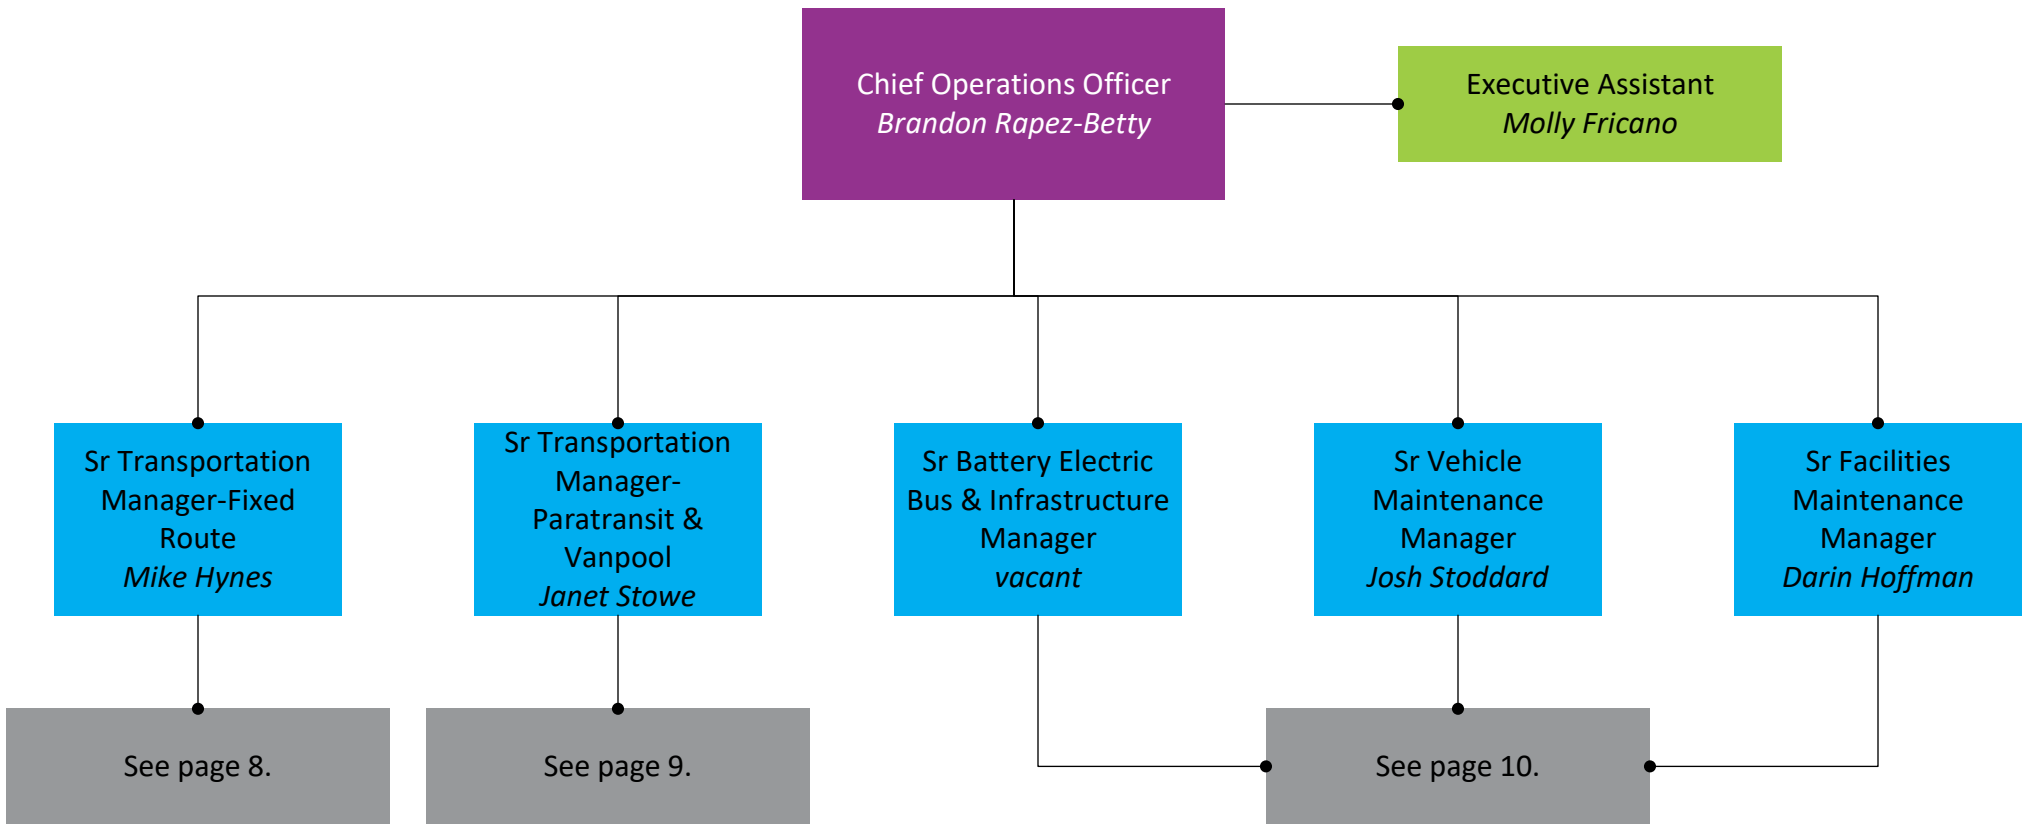 Chief Operations Officer
Brandon Rapez-Betty
Executive Assistant
Molly Fricano
Sr Transportation
Manager-Fixed
Route
Mike Hynes
Sr Transportation
Manager-
Paratransit &
Vanpool
Janet Stowe
Sr Battery Electric
Bus & Infrastructure
Manager
vacant
Sr Vehicle
Maintenance
Manager
Josh Stoddard
Sr Facilities
Maintenance
Manager
Darin Hoffman
See page 8.
See page 9.
See page 10.